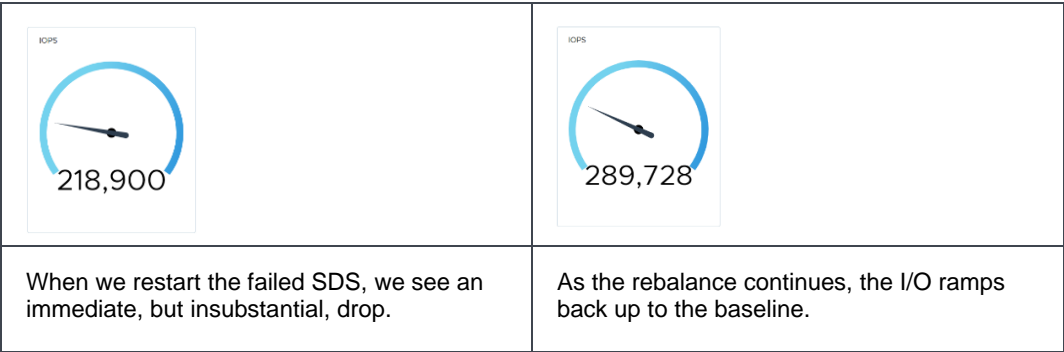 IOPS
218,900
IOPS
289,728
When we restart the failed SDS, we see an
immediate, but insubstantial, drop.
As the rebalance continues, the I/O ramps
back up to the baseline.